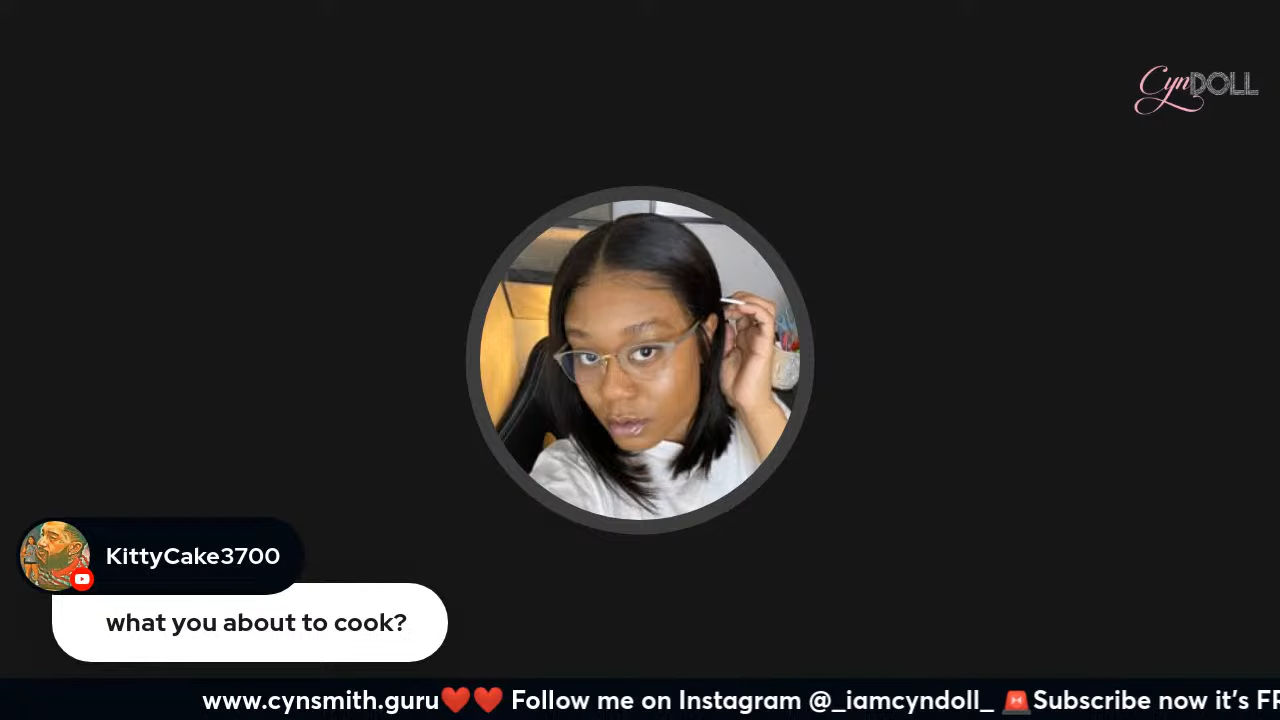 CynDOLL
KittyCake3700
what you about to cook?
www.cynsmith.guru❤️❤️ Follow me on Instagram @_iamcyndoll_ 🚨Subscribe now it's FR